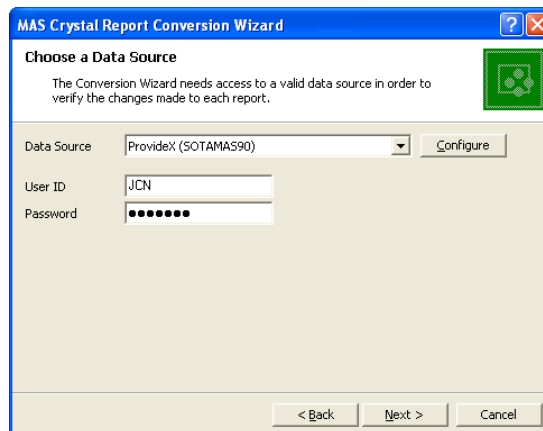 MAS Crystal Report Conversion Wizard
Choose a Data Source
The Conversion Wizard needs access to a valid data source in order to
verify the changes made to each report.
Data Source ProvideX (SOTAMAS90) Configure
User ID JCN
Password ●●●●●●●
< Back Next > Cancel